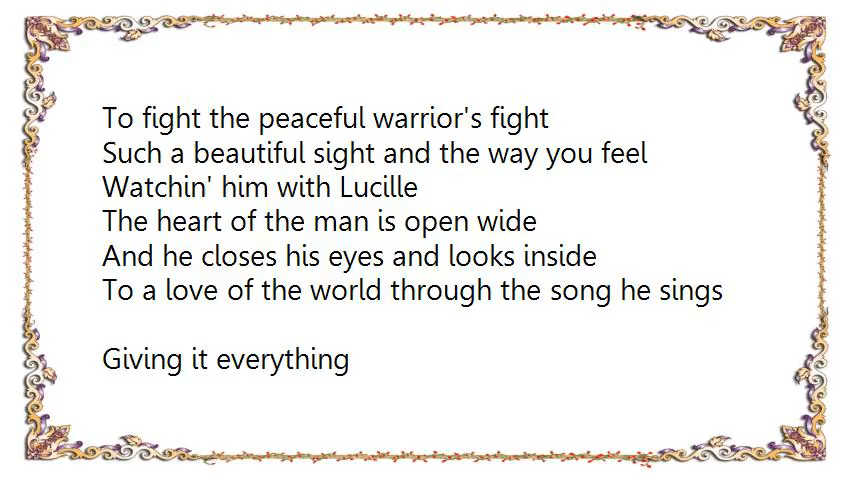 To fight the peaceful warrior's fight
Such a beautiful sight and the way you feel
Watchin' him with Lucille
The heart of the man is open wide
And he closes his eyes and looks inside
To a love of the world through the song he sings
Giving it everything